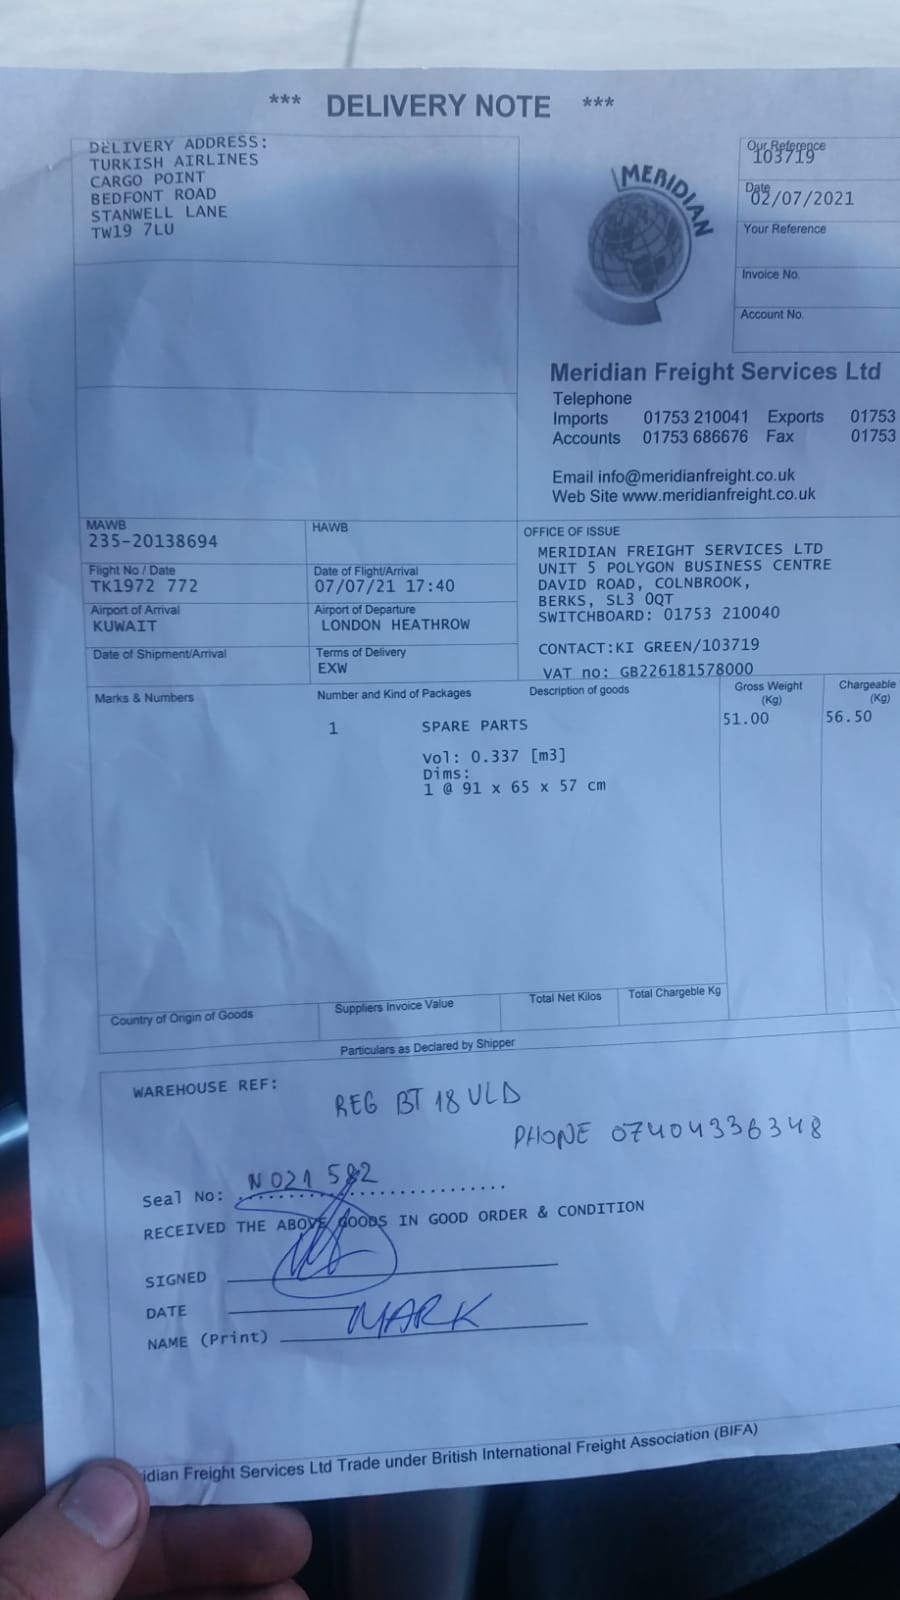 *** DELIVERY NOTE ***
DELIVERY ADDRESS:
TURKISH AIRLINES
CARGO POINT
BEDFONT ROAD
STANWELL LANE
TW19 7LU
MERIDIAN
Our Reference
103719
Date
02/07/2021
Your Reference
Invoice No.
Account No.
Meridian Freight Services Ltd
Telephone
Imports 01753 210041 Exports 01753
Accounts 01753 686676 Fax 01753
Email info@meridianfreight.co.uk
Web Site www.meridianfreight.co.uk
MAWB
235-20138694
HAWB
Flight No / Date
TK1972 772
Date of Flight/Arrival
07/07/21 17:40
Airport of Arrival
KUWAIT
Airport of Departure
LONDON HEATHROW
Date of Shipment/Arrival
Terms of Delivery
EXW
OFFICE OF ISSUE
MERIDIAN FREIGHT SERVICES LTD
UNIT 5 POLYGON BUSINESS CENTRE
DAVID ROAD, COLNBROOK,
BERKS, SL3 0QT
SWITCHBOARD: 01753 210040
CONTACT:KI GREEN/103719
VAT no: GB226181578000
Marks & Numbers
Number and Kind of Packages
Description of goods
Gross Weight
(Kg)
Chargeable
(Kg)
1 SPARE PARTS 51.00 56.50
Vol: 0.337 [m3]
Dims:
1 @ 91 x 65 x 57 cm
Country of Origin of Goods
Suppliers Invoice Value
Total Net Kilos
Total Chargeble Kg
Particulars as Declared by Shipper
WAREHOUSE REF:
REG BT 18 ULD
PHONE 07404336348
Seal No: N021 582
RECEIVED THE ABOVE GOODS IN GOOD ORDER & CONDITION
SIGNED
DATE
NAME (Print) MARK
idian Freight Services Ltd Trade under British International Freight Association (BIFA)